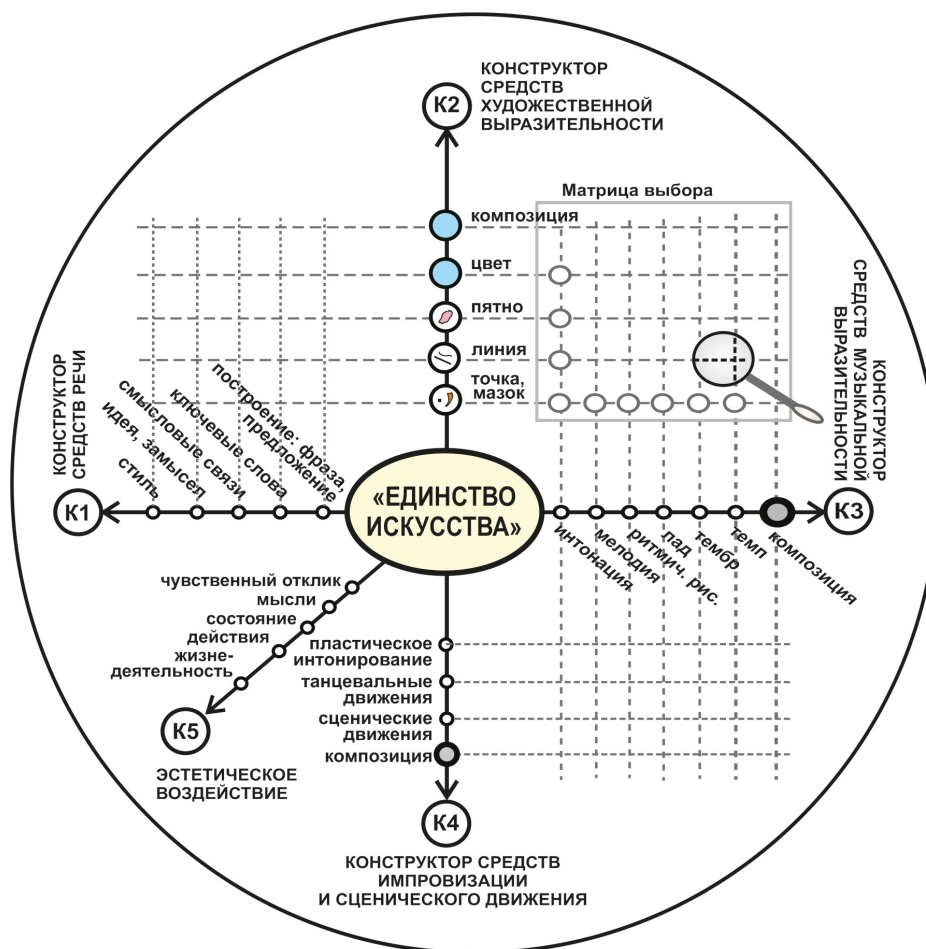 К2
КОНСТРУКТОР
СРЕДСТВ
ХУДОЖЕСТВЕННОЙ
ВЫРАЗИТЕЛЬНОСТИ
Матрица выбора
композиция
цвет
пятно
линия
точка,
мазок
КОНСТРУКТОР
СРЕДСТВ РЕЧИ
К1
стиль
идея, замысел
смысловые связи
ключевые слова
построение: фраза,
предложение
«ЕДИНСТВО
ИСКУССТВА»
интонация
мелодия
ритмич. рис.
лад
тембр
темп
композиция
К3
КОНСТРУКТОР
СРЕДСТВ МУЗЫКАЛЬНОЙ
ВЫРАЗИТЕЛЬНОСТИ
чувственный отклик
мысли
состояние
действия
жизне-
деятельность
К5
ЭСТЕТИЧЕСКОЕ
ВОЗДЕЙСТВИЕ
пластическое
интонирование
танцевальные
движения
сценические
движения
композиция
К4
КОНСТРУКТОР СРЕДСТВ
ИМПРОВИЗАЦИИ
И СЦЕНИЧЕСКОГО ДВИЖЕНИЯ